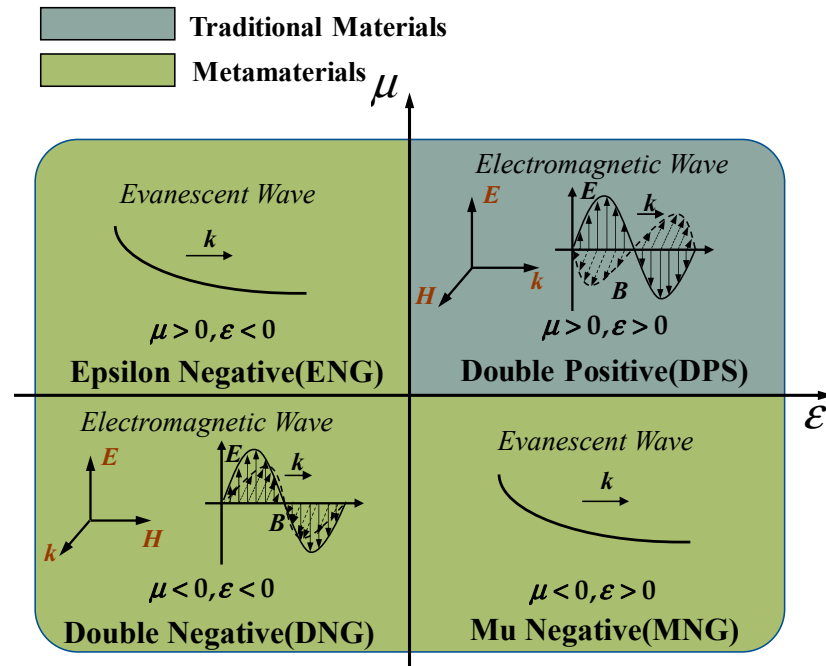 Traditional Materials
Metamaterials
μ
Evanescent Wave
k
μ>0,ε<0
Epsilon Negative(ENG)
Electromagnetic Wave
E
H
k
E
k
B
μ>0,ε>0
Double Positive(DPS)
ε
Electromagnetic Wave
E
k
H
E
k
B
μ<0,ε<0
Double Negative(DNG)
Evanescent Wave
k
μ<0,ε>0
Mu Negative(MNG)